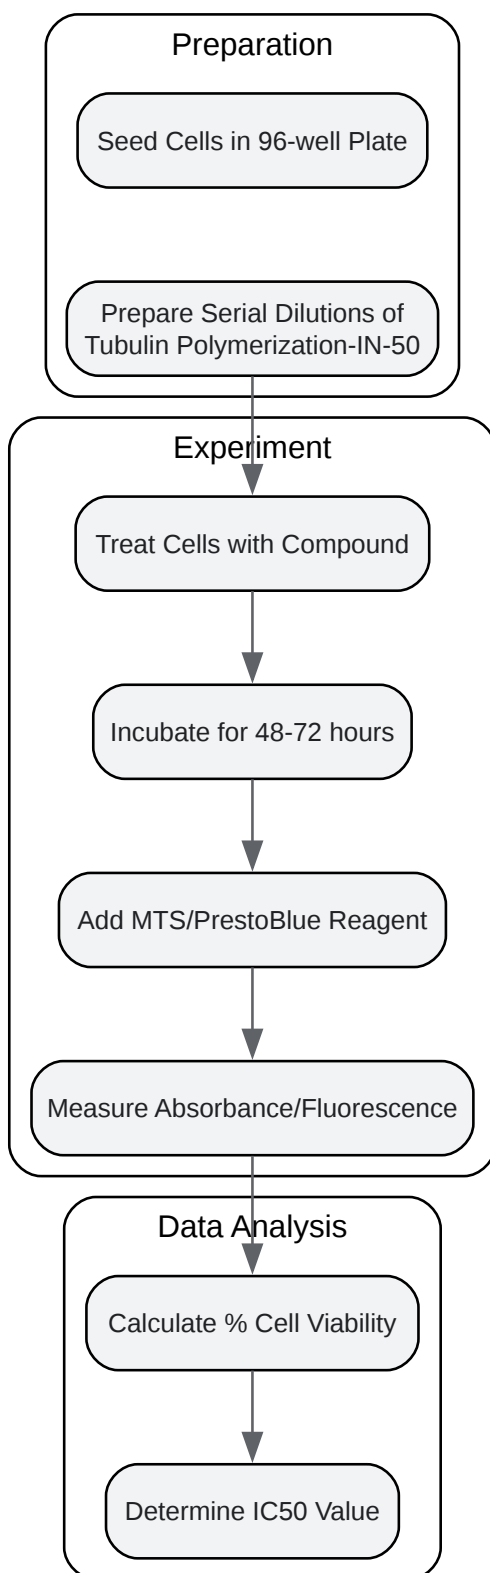 Preparation
Seed Cells in 96-well Plate
Prepare Serial Dilutions of
Tubulin Polymerization-IN-50
Experiment
Treat Cells with Compound
Incubate for 48-72 hours
Add MTS/PrestoBlue Reagent
Measure Absorbance/Fluorescence
Data Analysis
Calculate % Cell Viability
Determine IC50 Value